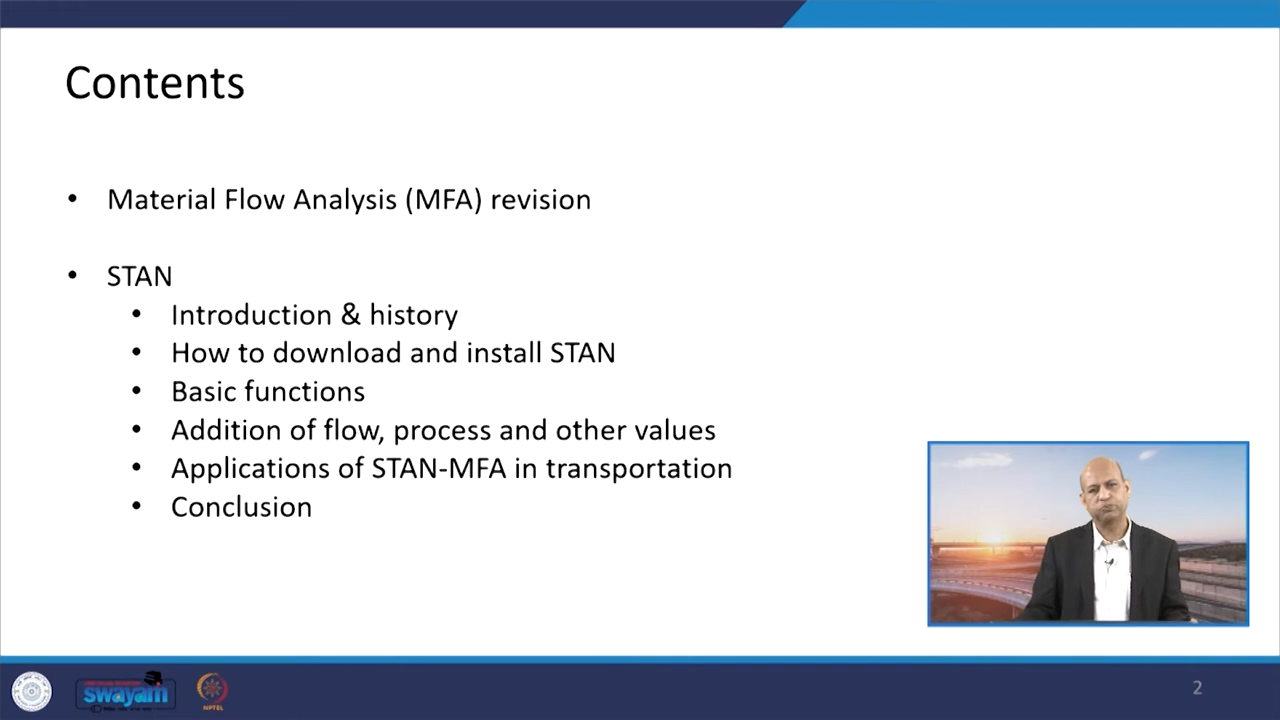 Contents
• Material Flow Analysis (MFA) revision
• STAN
• Introduction & history
• How to download and install STAN
• Basic functions
• Addition of flow, process and other values
• Applications of STAN-MFA in transportation
• Conclusion
swayam
NPTEL
2